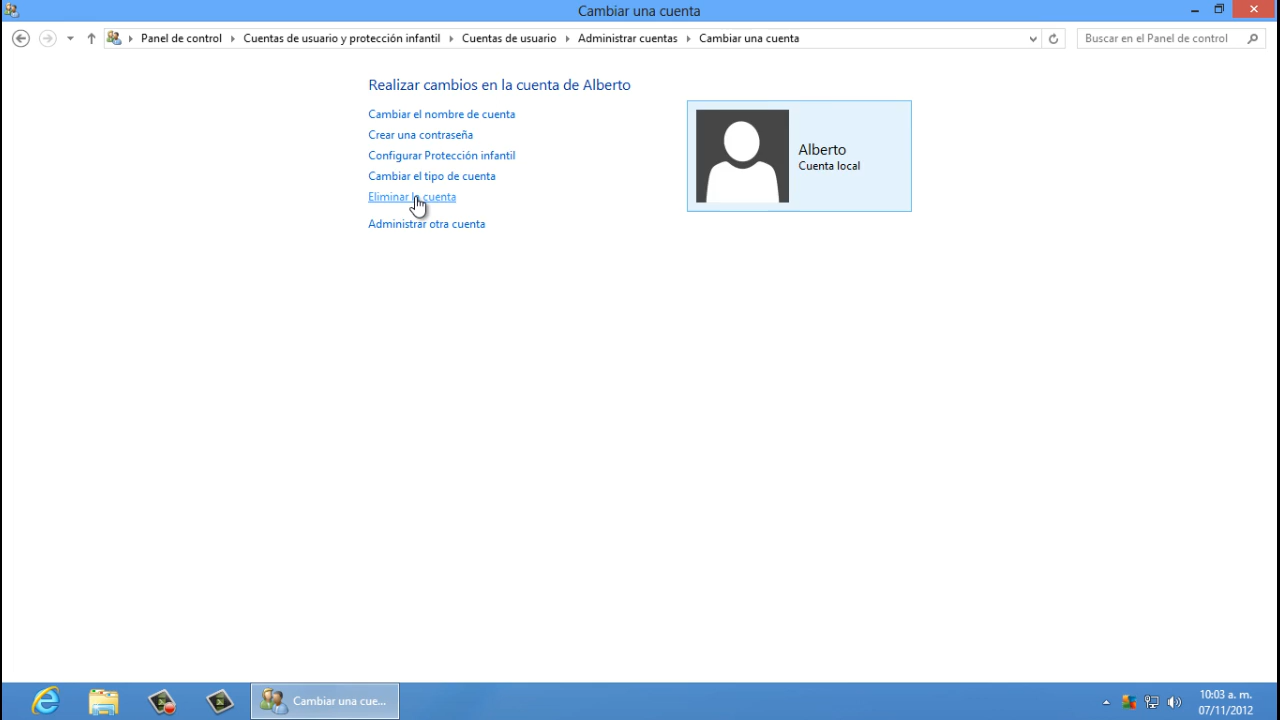 Cambiar una cuenta
Panel de control Cuentas de usuario y protección infantil Cuentas de usuario Administrar cuentas Cambiar una cuenta
Buscar en el Panel de control
Realizar cambios en la cuenta de Alberto
Cambiar el nombre de cuenta
Crear una contraseña
Configurar Protección infantil
Cambiar el tipo de cuenta
Eliminar la cuenta
Administrar otra cuenta
Alberto
Cuenta local
Cambiar una cue...
10:03 a. m.
07/11/2012